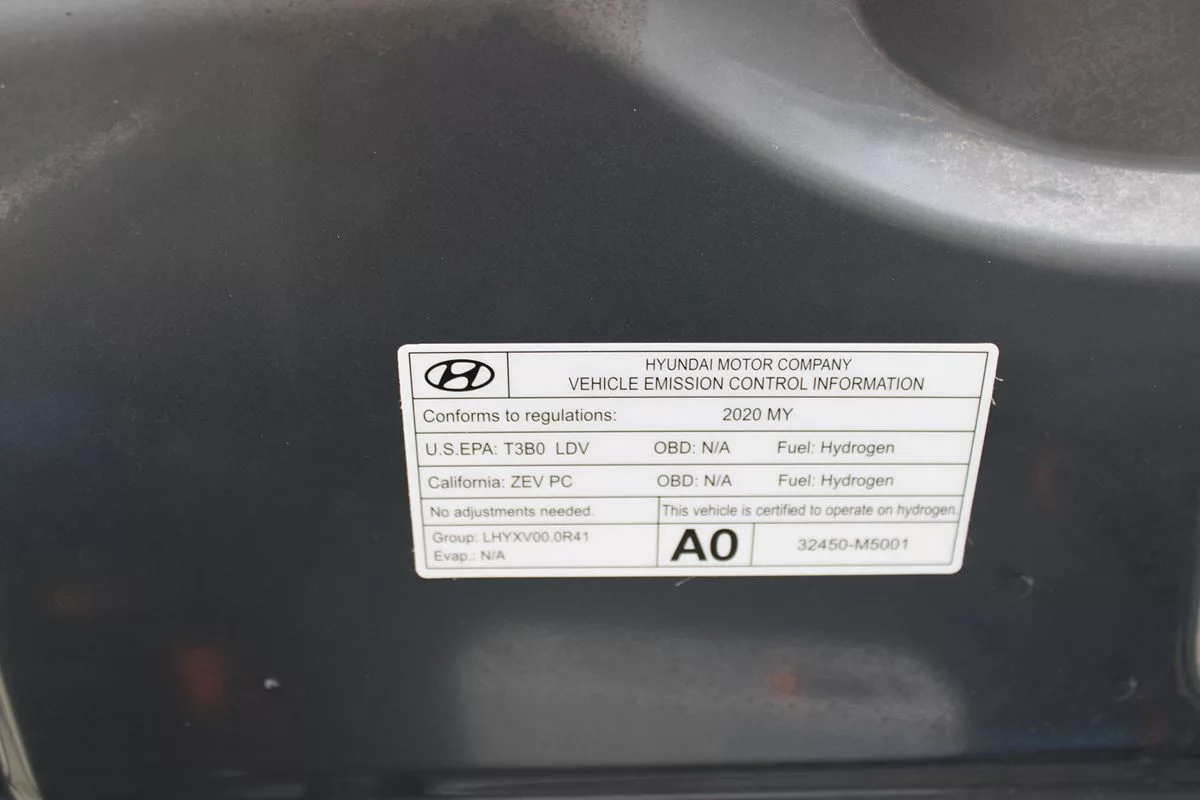 HYUNDAI MOTOR COMPANY
VEHICLE EMISSION CONTROL INFORMATION
Conforms to regulations: 2020 MY
U.S.EPA: T3B0 LDV OBD: N/A Fuel: Hydrogen
California: ZEV PC OBD: N/A Fuel: Hydrogen
No adjustments needed. This vehicle is certified to operate on hydrogen.
Group: LHYXV00.0R41
Evap.: N/A
A0
32450-M5001